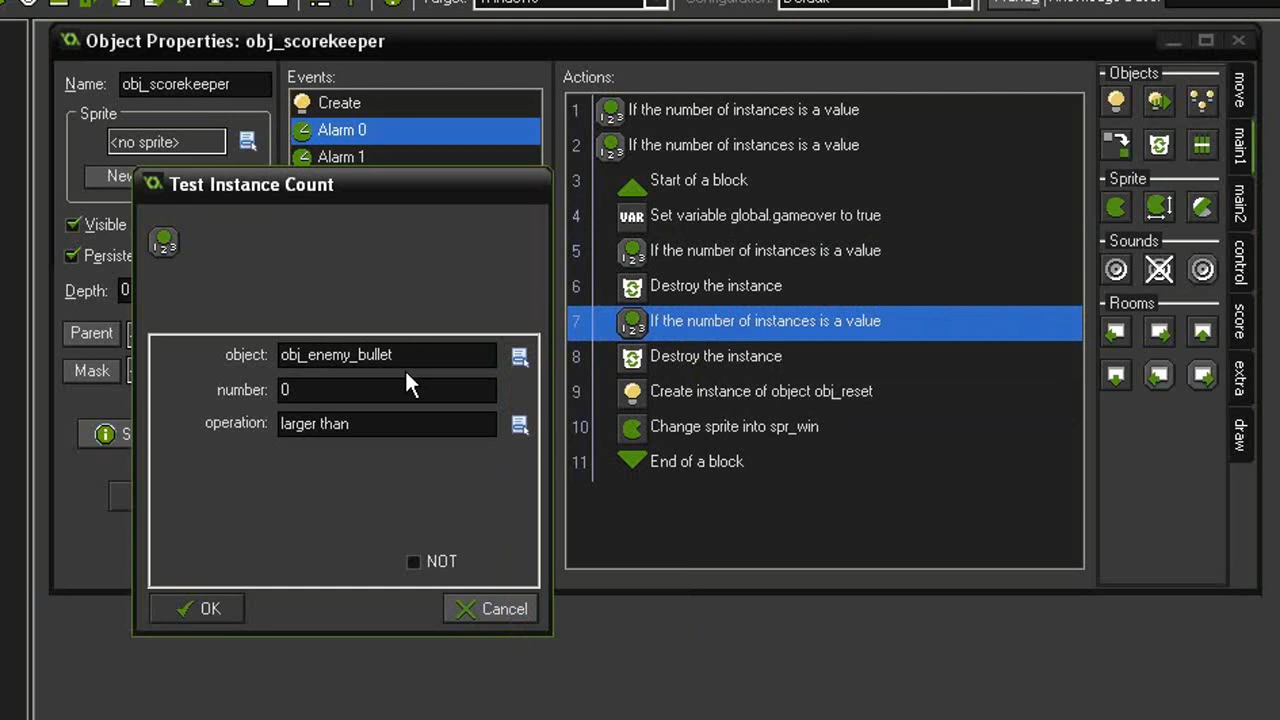 Object Properties: obj_scorekeeper
Name: obj_scorekeeper
Sprite
<no sprite>
Visible
Depth: 0
Parent
Mask
Events:
Create
Alarm 0
Alarm 1
Test Instance Count
object: obj_enemy_bullet
number: 0
operation: larger than
NOT
OK
Cancel
Actions:
1 If the number of instances is a value
2 If the number of instances is a value
3 Start of a block
4 VAR Set variable global.gameover to true
5 If the number of instances is a value
6 Destroy the instance
7 If the number of instances is a value
8 Destroy the instance
9 Create instance of object obj_reset
10 Change sprite into spr_win
11 End of a block
Objects
Sprite
Sounds
Rooms
move
main1
main2
control
score
extra
draw